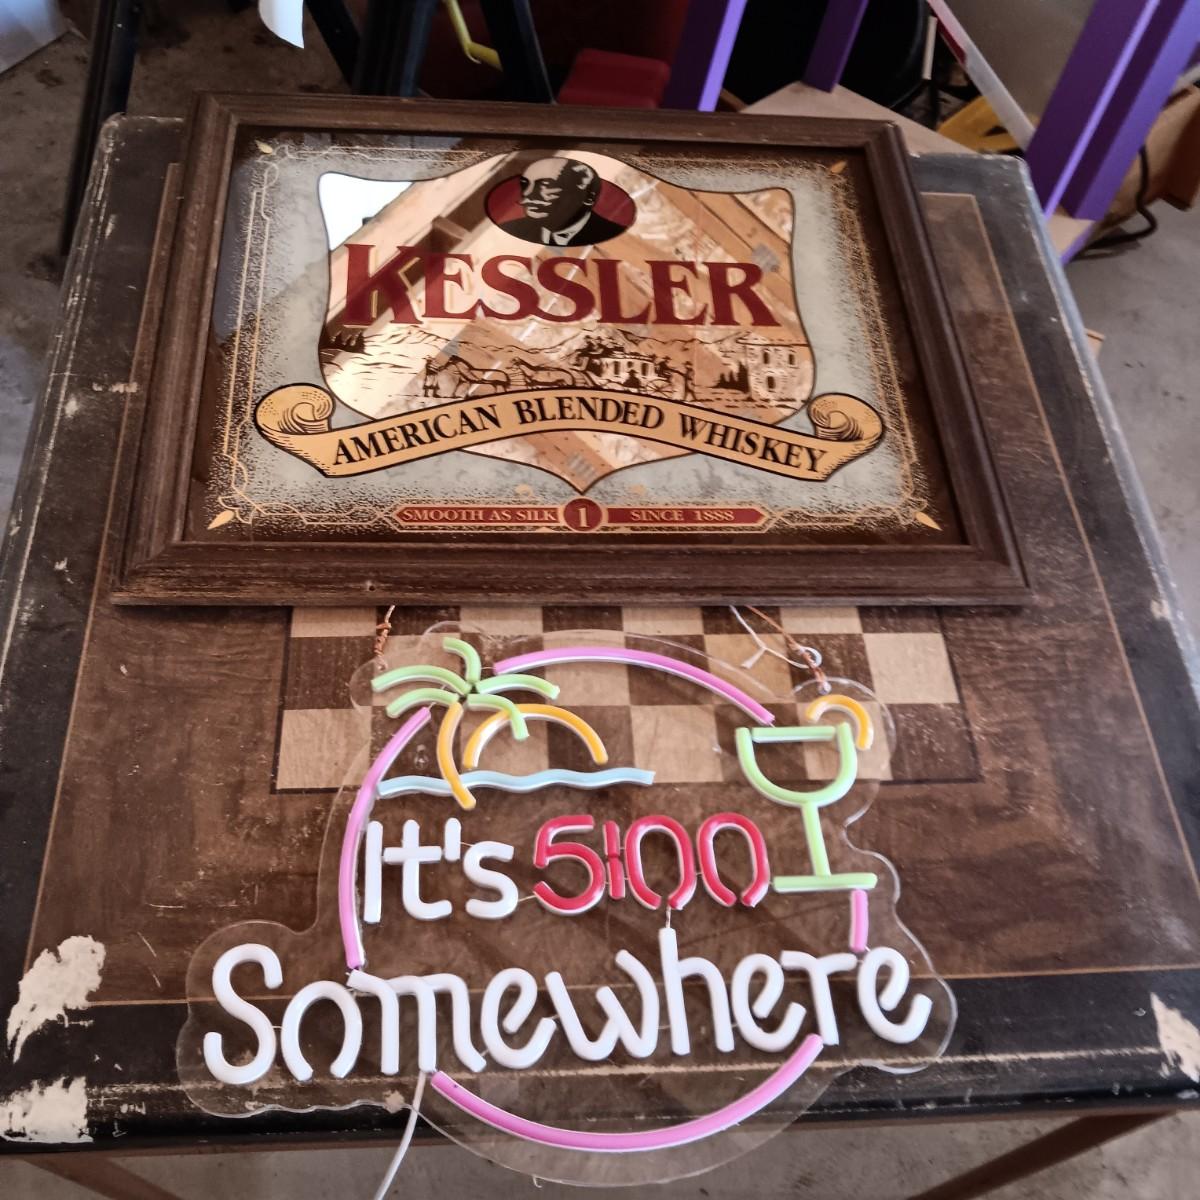 KESSLER
AMERICAN BLENDED WHISKEY
SMOOTH AS SILK 1 SINCE 1888
It's 5:00
Somewhere